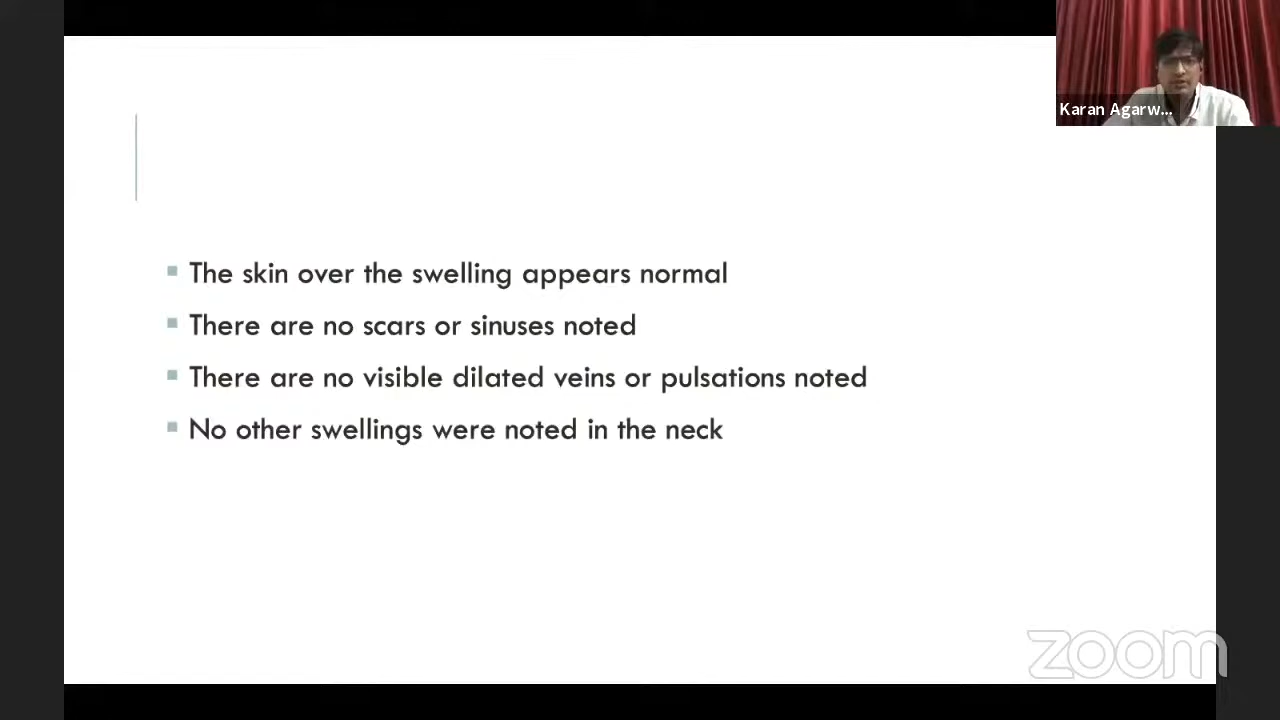 Karan Agarw...
The skin over the swelling appears normal
There are no scars or sinuses noted
There are no visible dilated veins or pulsations noted
No other swellings were noted in the neck
zoom